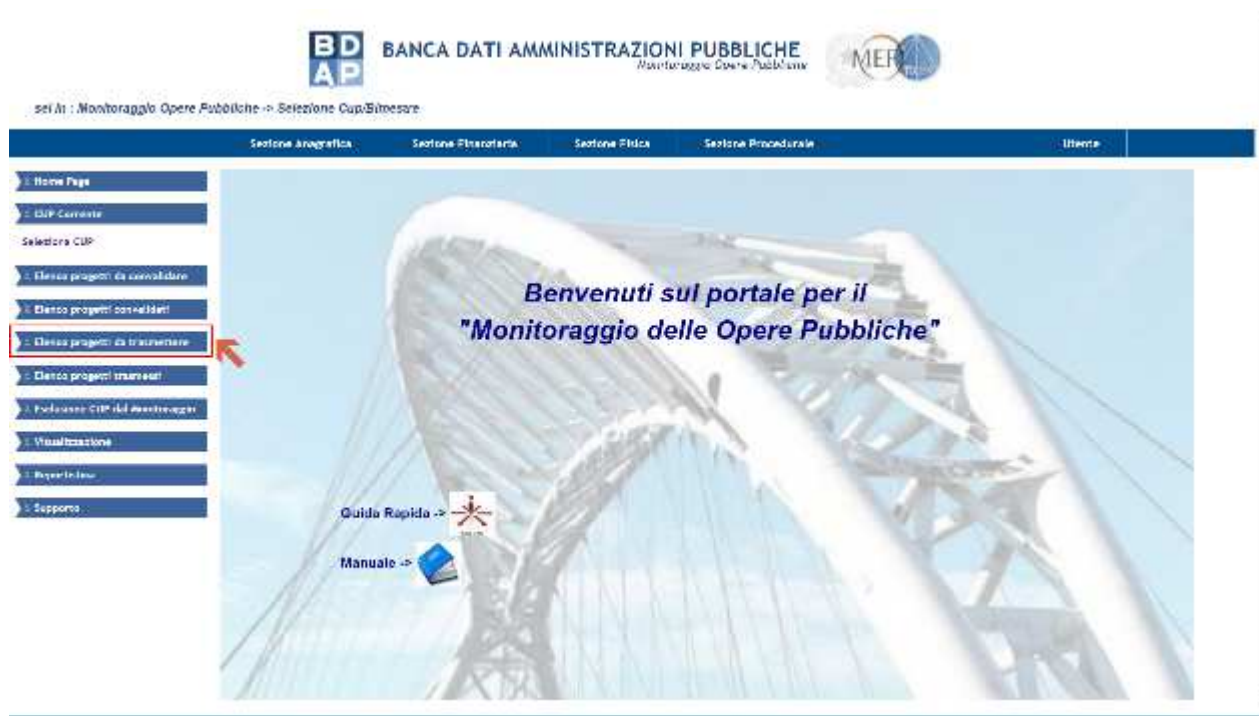 BD
AP
BANCA DATI AMMINISTRAZIONI PUBBLICHE
Monitoraggio Opere Pubbliche
MEF
sei in : Monitoraggio Opere Pubbliche -> Selezione Cup/Bimestre
Sezione Anagrafica Sezione Finanziaria Sezione Fisica Sezione Procedurale Utente
: Home Page
: CUP Corrente
Seleziona CUP
: Elenco progetti da convalidare
: Elenco progetti convalidati
: Elenco progetti da trasmettere
: Elenco progetti trasmessi
: Esclusione CUP dal Monitoraggio
: Visualizzazione
: Reportistica
: Supporto
Benvenuti sul portale per il
"Monitoraggio delle Opere Pubbliche"
Guida Rapida ->
Manuale ->